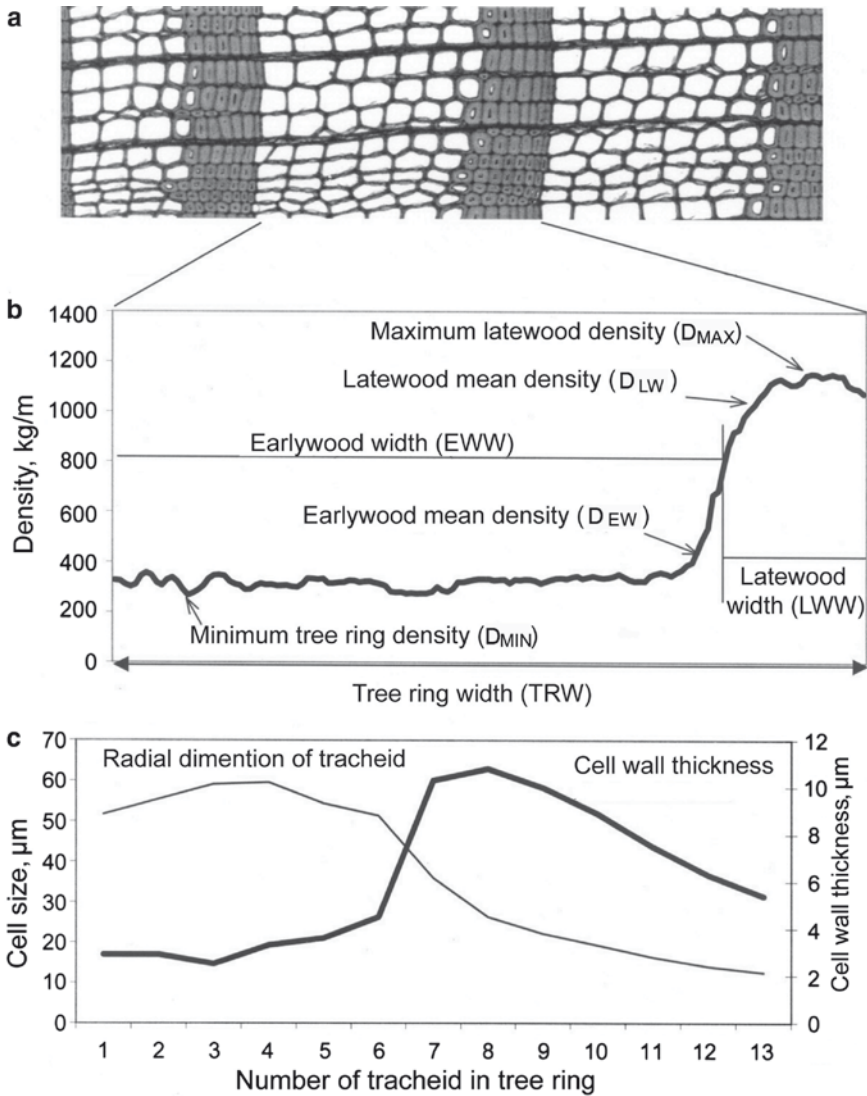 a
b
1400
1200
1000
800
600
400
200
0
Density, kg/m
Maximum latewood density (DMAX)
Latewood mean density (DLW)
Earlywood width (EWW)
Earlywood mean density (DEW)
Latewood
width (LWW)
Minimum tree ring density (DMIN)
Tree ring width (TRW)
c
70
60
50
40
30
20
10
0
Cell size, µm
Radial dimention of tracheid
Cell wall thickness
12
10
8
6
4
2
0
Cell wall thickness, µm
1 2 3 4 5 6 7 8 9 10 11 12 13
Number of tracheid in tree ring